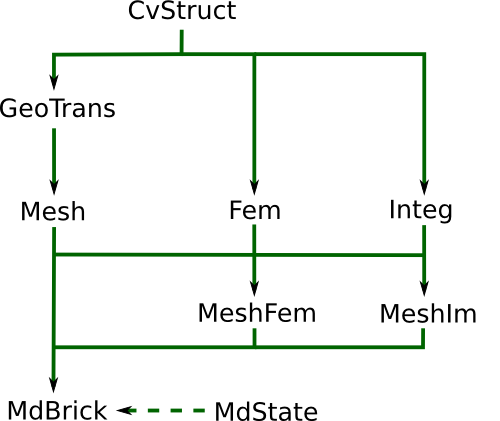 CvStruct
GeoTrans
Mesh
Fem
Integ
MeshFem
MeshIm
MdBrick
MdState